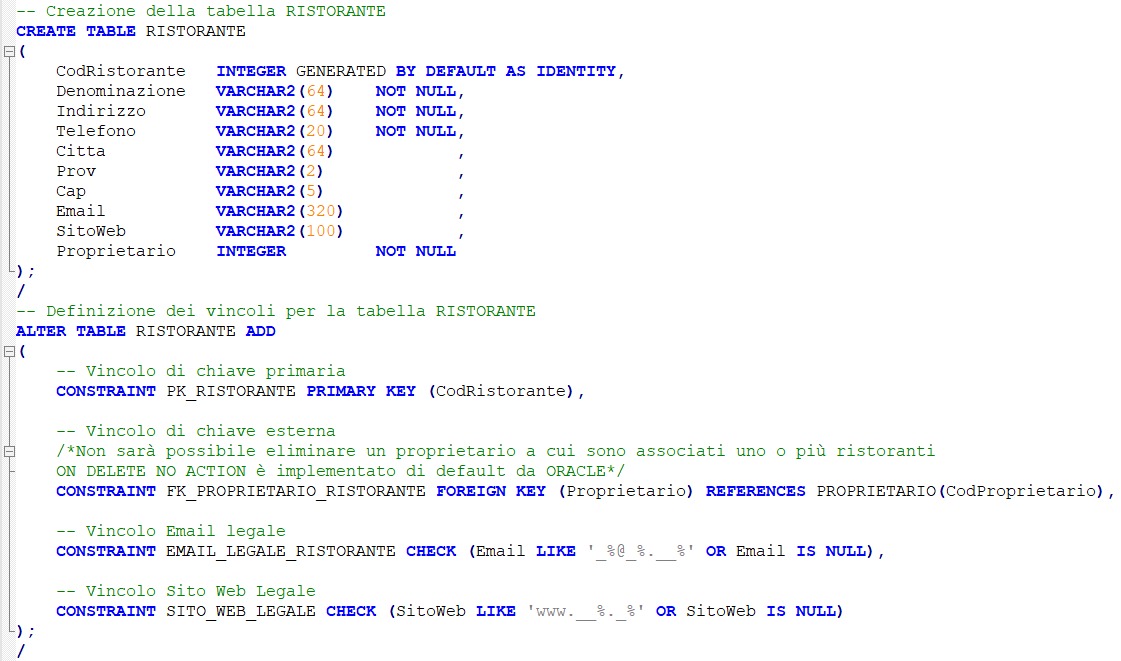 -- Creazione della tabella RISTORANTE
CREATE TABLE RISTORANTE
(
    CodRistorante   INTEGER GENERATED BY DEFAULT AS IDENTITY,
    Denominazione   VARCHAR2(64)    NOT NULL,
    Indirizzo       VARCHAR2(64)    NOT NULL,
    Telefono        VARCHAR2(20)    NOT NULL,
    Citta           VARCHAR2(64)            ,
    Prov            VARCHAR2(2)             ,
    Cap             VARCHAR2(5)             ,
    Email           VARCHAR2(320)           ,
    SitoWeb         VARCHAR2(100)           ,
    Proprietario    INTEGER         NOT NULL
);
/
-- Definizione dei vincoli per la tabella RISTORANTE
ALTER TABLE RISTORANTE ADD
(
    -- Vincolo di chiave primaria
    CONSTRAINT PK_RISTORANTE PRIMARY KEY (CodRistorante),

    -- Vincolo di chiave esterna
    /*Non sarà possibile eliminare un proprietario a cui sono associati uno o più ristoranti
    ON DELETE NO ACTION è implementato di default da ORACLE*/
    CONSTRAINT FK_PROPRIETARIO_RISTORANTE FOREIGN KEY (Proprietario) REFERENCES PROPRIETARIO(CodProprietario),

    -- Vincolo Email legale
    CONSTRAINT EMAIL_LEGALE_RISTORANTE CHECK (Email LIKE '_%@_%.__%' OR Email IS NULL),

    -- Vincolo Sito Web Legale
    CONSTRAINT SITO_WEB_LEGALE CHECK (SitoWeb LIKE 'www.__%._%' OR SitoWeb IS NULL)
);
/